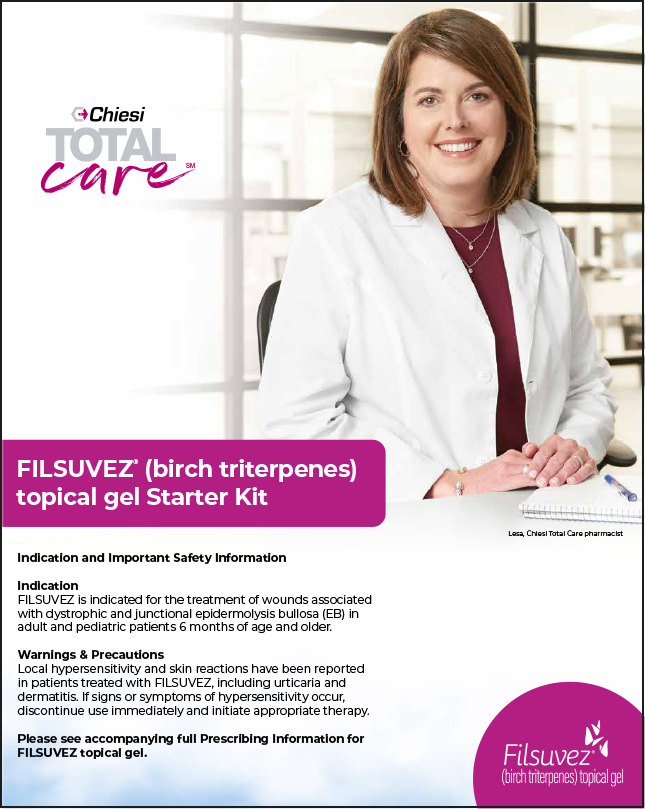 Chiesi
TOTAL
care℠
FILSUVEZ® (birch triterpenes)
topical gel Starter Kit
Lesa, Chiesi Total Care pharmacist
Indication and Important Safety Information
Indication
FILSUVEZ is indicated for the treatment of wounds associated
with dystrophic and junctional epidermolysis bullosa (EB) in
adult and pediatric patients 6 months of age and older.
Warnings & Precautions
Local hypersensitivity and skin reactions have been reported
in patients treated with FILSUVEZ, including urticaria and
dermatitis. If signs or symptoms of hypersensitivity occur,
discontinue use immediately and initiate appropriate therapy.
Please see accompanying full Prescribing Information for
FILSUVEZ topical gel.
Filsuvez®
(birch triterpenes) topical gel